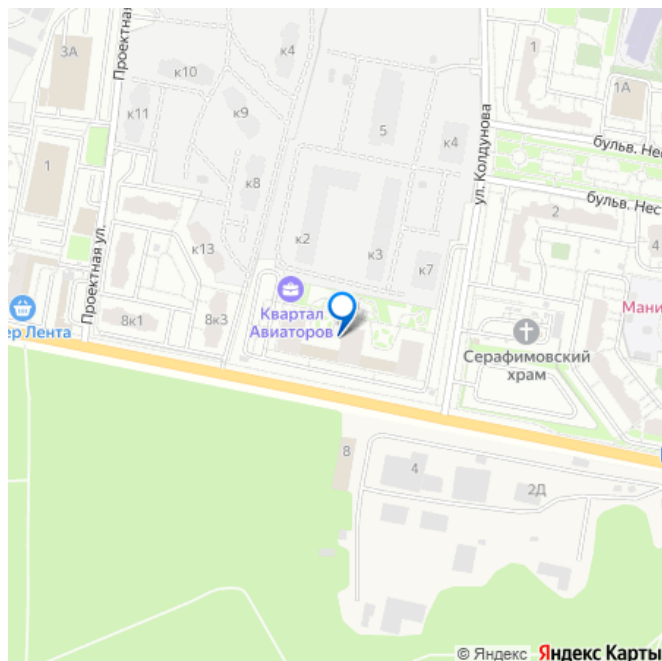 3А
Проектная
к4
к10
к11
к9
5
к4
1
1А
ул. Колдунова
бульв. Нес
бульв. Нес
1
к8
к2
к3
к7
2
4
Проектная ул.
к13
8к1
8к3
Квартал
Авиаторов
ер Лента
Мани
Серафимовский
храм
8
4
2Д
© Яндекс Яндекс Карты